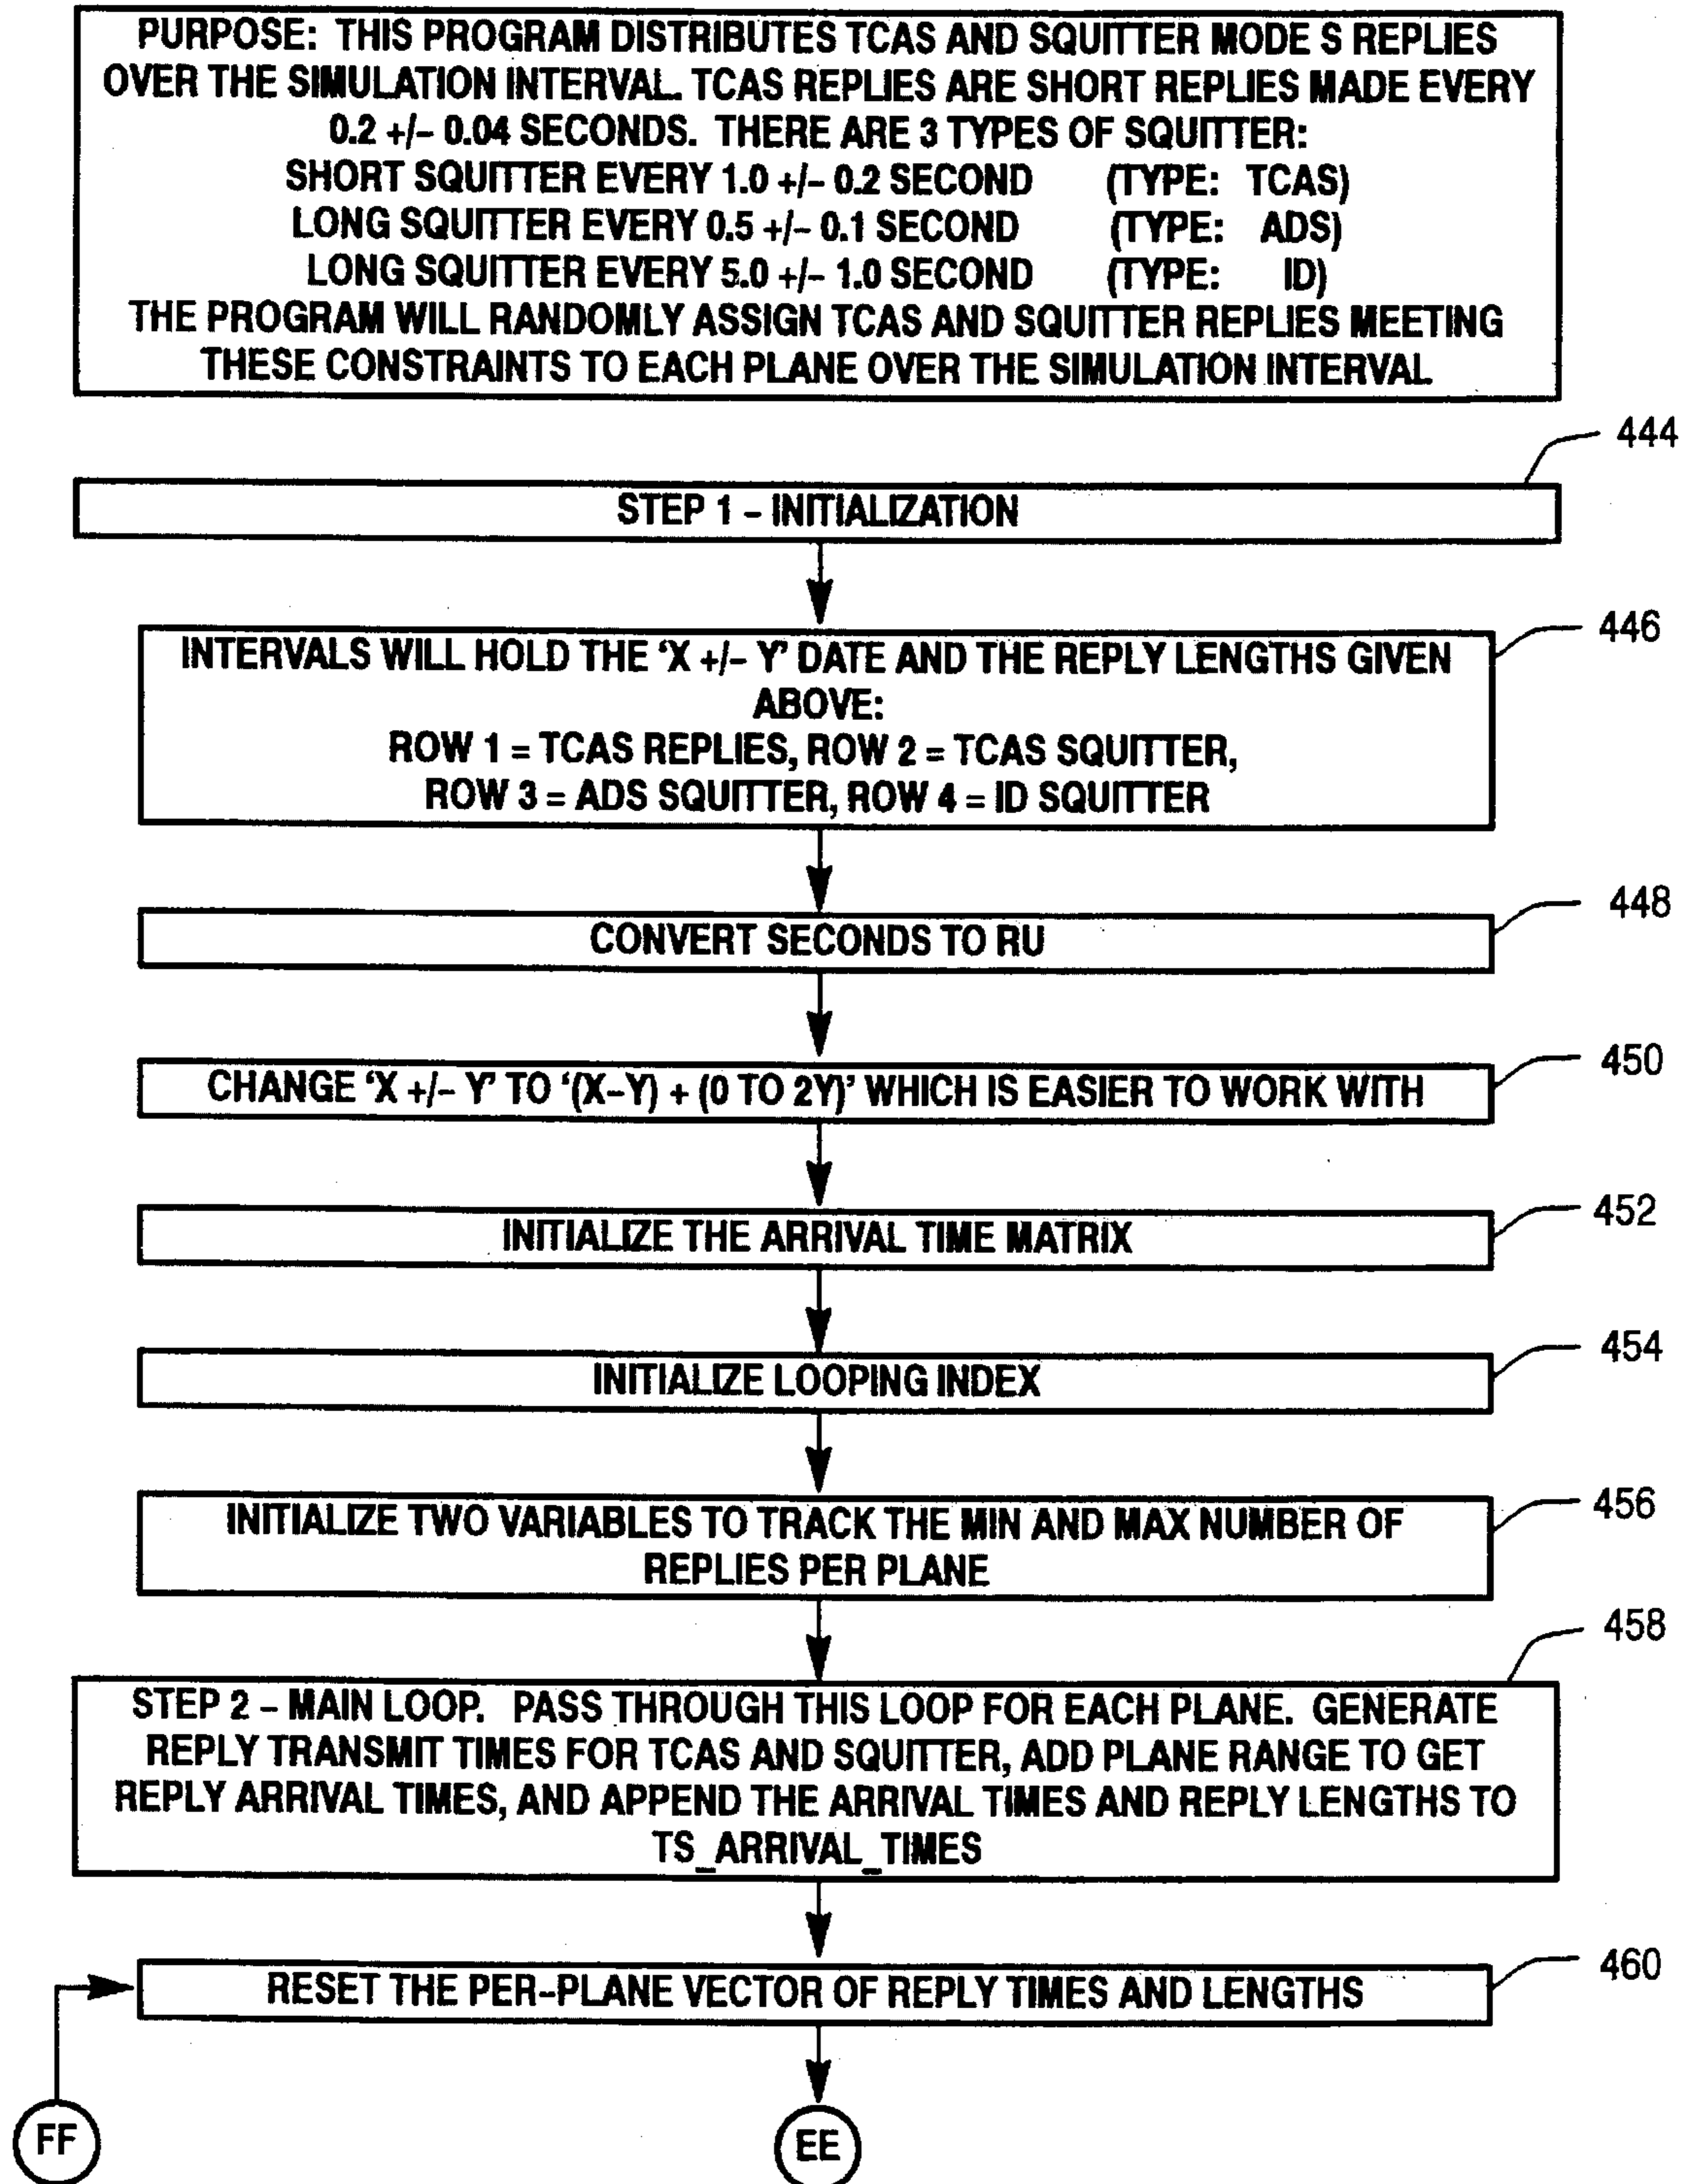 PURPOSE: THIS PROGRAM DISTRIBUTES TCAS AND SQUITTER MODE S REPLIES
OVER THE SIMULATION INTERVAL. TCAS REPLIES ARE SHORT REPLIES MADE EVERY
0.2 +/- 0.04 SECONDS. THERE ARE 3 TYPES OF SQUITTER:
SHORT SQUITTER EVERY 1.0 +/- 0.2 SECOND (TYPE: TCAS)
LONG SQUITTER EVERY 0.5 +/- 0.1 SECOND (TYPE: ADS)
LONG SQUITTER EVERY 5.0 +/- 1.0 SECOND (TYPE: ID)
THE PROGRAM WILL RANDOMLY ASSIGN TCAS AND SQUITTER REPLIES MEETING
THESE CONSTRAINTS TO EACH PLANE OVER THE SIMULATION INTERVAL
444
STEP 1 – INITIALIZATION
446
INTERVALS WILL HOLD THE ‘X +/– Y’ DATE AND THE REPLY LENGTHS GIVEN
ABOVE:
ROW 1 = TCAS REPLIES, ROW 2 = TCAS SQUITTER,
ROW 3 = ADS SQUITTER, ROW 4 = ID SQUITTER
448
CONVERT SECONDS TO RU
450
CHANGE ‘X +/– Y’ TO ‘(X–Y) + (0 TO 2Y)’ WHICH IS EASIER TO WORK WITH
452
INITIALIZE THE ARRIVAL TIME MATRIX
454
INITIALIZE LOOPING INDEX
456
INITIALIZE TWO VARIABLES TO TRACK THE MIN AND MAX NUMBER OF
REPLIES PER PLANE
458
STEP 2 – MAIN LOOP. PASS THROUGH THIS LOOP FOR EACH PLANE. GENERATE
REPLY TRANSMIT TIMES FOR TCAS AND SQUITTER, ADD PLANE RANGE TO GET
REPLY ARRIVAL TIMES, AND APPEND THE ARRIVAL TIMES AND REPLY LENGTHS TO
TS_ARRIVAL_TIMES
460
RESET THE PER–PLANE VECTOR OF REPLY TIMES AND LENGTHS
FF
EE